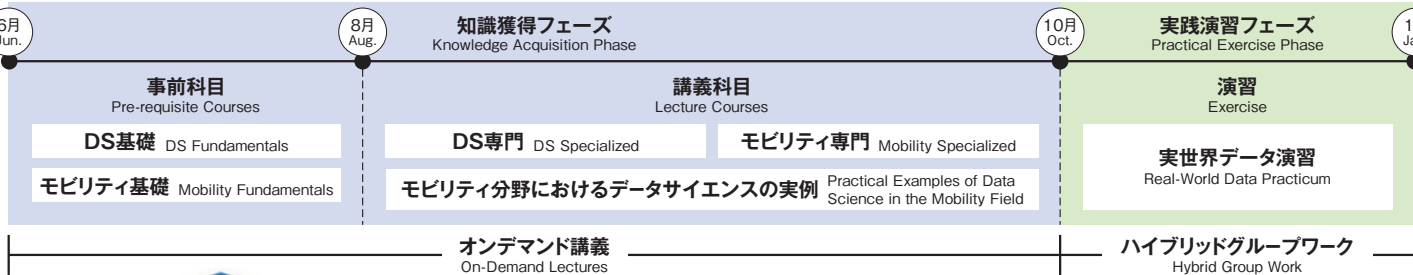 6月
Jun.
8月
Aug.
知識獲得フェーズ
Knowledge Acquisition Phase
10月
Oct.
実践演習フェーズ
Practical Exercise Phase
事前科目
Pre-requisite Courses
講義科目
Lecture Courses
演習
Exercise
DS基礎 DS Fundamentals
DS専門 DS Specialized
モビリティ専門 Mobility Specialized
実世界データ演習
Real-World Data Practicum
モビリティ基礎 Mobility Fundamentals
モビリティ分野におけるデータサイエンスの実例 Practical Examples of Data
Science in the Mobility Field
オンデマンド講義
On-Demand Lectures
ハイブリッドグループワーク
Hybrid Group Work